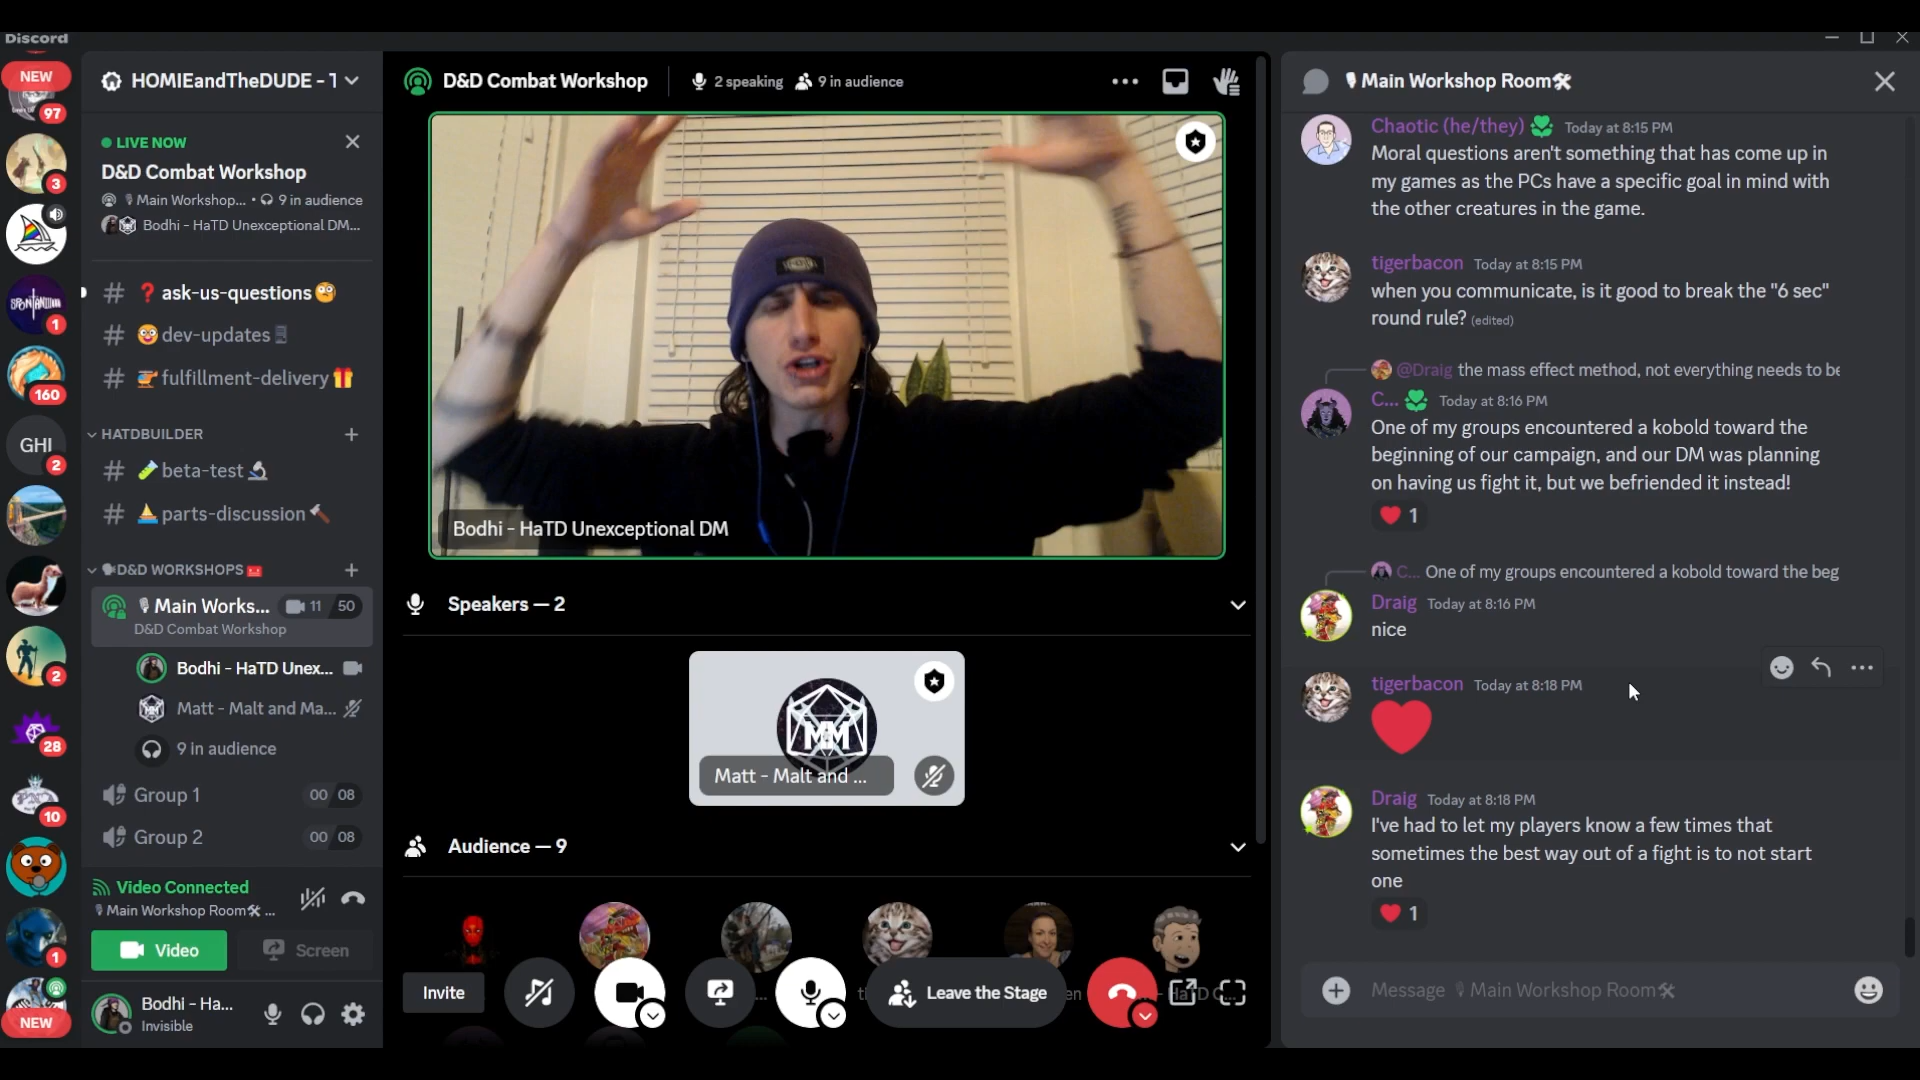 Discord
NEW
97
3
1
160
GHI
2
2
28
10
1
NEW
HOMIEandTheDUDE - T
LIVE NOW
D&D Combat Workshop
Main Workshop... • 9 in audience
Bodhi - HaTD Unexceptional DM...
# ❓ ask-us-questions
# dev-updates
# fulfillment-delivery
HATDBUILDER
# beta-test
# parts-discussion
D&D WORKSHOPS
Main Works... 11 50
D&D Combat Workshop
Bodhi - HaTD Unex...
Matt - Malt and Ma...
9 in audience
Group 1 00 08
Group 2 00 08
Video Connected
Main Workshop Room ...
Video Screen
Bodhi - Ha...
Invisible
D&D Combat Workshop 2 speaking 9 in audience
Bodhi - HaTD Unexceptional DM
Speakers — 2
MM
Matt - Malt and ...
Audience — 9
Invite
Leave the Stage
Main Workshop Room
Chaotic (he/they) Today at 8:15 PM
Moral questions aren't something that has come up in
my games as the PCs have a specific goal in mind with
the other creatures in the game.
tigerbacon Today at 8:15 PM
when you communicate, is it good to break the "6 sec"
round rule? (edited)
@Draig the mass effect method, not everything needs to be
C... Today at 8:16 PM
One of my groups encountered a kobold toward the
beginning of our campaign, and our DM was planning
on having us fight it, but we befriended it instead!
❤️ 1
C... One of my groups encountered a kobold toward the beg
Draig Today at 8:16 PM
nice
tigerbacon Today at 8:18 PM
❤️
Draig Today at 8:18 PM
I've had to let my players know a few times that
sometimes the best way out of a fight is to not start
one
❤️ 1
Message Main Workshop Room